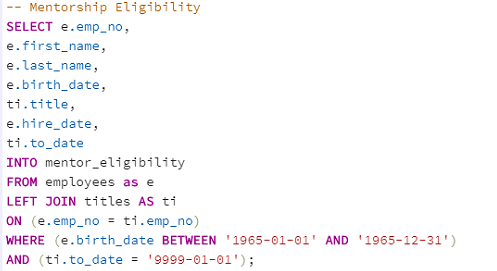 -- Mentorship Eligibility
SELECT e.emp_no,
e.first_name,
e.last_name,
e.birth_date,
ti.title,
e.hire_date,
ti.to_date
INTO mentor_eligibility
FROM employees as e
LEFT JOIN titles AS ti
ON (e.emp_no = ti.emp_no)
WHERE (e.birth_date BETWEEN '1965-01-01' AND '1965-12-31')
AND (ti.to_date = '9999-01-01');